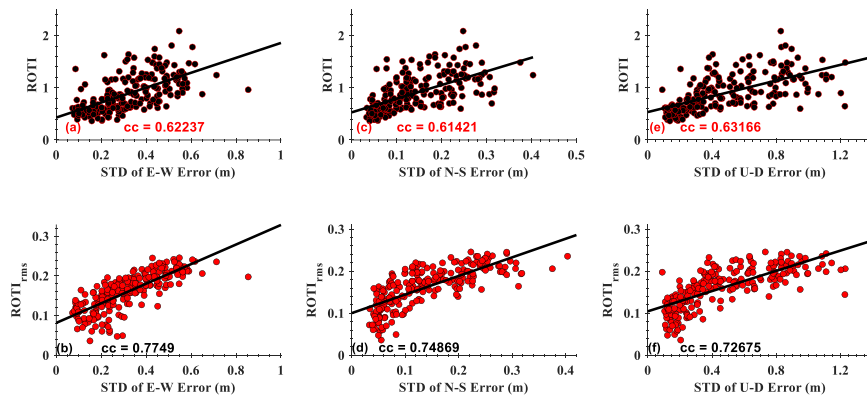 ROTI
2
1
0
(a)
cc = 0.62237
0 0.2 0.4 0.6 0.8 1
STD of E-W Error (m)
ROTI
2
1
0
(c)
cc = 0.61421
0 0.1 0.2 0.3 0.4 0.5
STD of N-S Error (m)
ROTI
2
1
0
(e)
cc = 0.63166
0 0.4 0.8 1.2
STD of U-D Error (m)
ROTIrms
0.3
0.2
0.1
0
(b)
cc = 0.7749
0 0.2 0.4 0.6 0.8 1
STD of E-W Error (m)
ROTIrms
0.3
0.2
0.1
0
(d)
cc = 0.74869
0 0.1 0.2 0.3 0.4
STD of N-S Error (m)
ROTIrms
0.3
0.2
0.1
0
(f)
cc = 0.72675
0 0.4 0.8 1.2
STD of U-D Error (m)